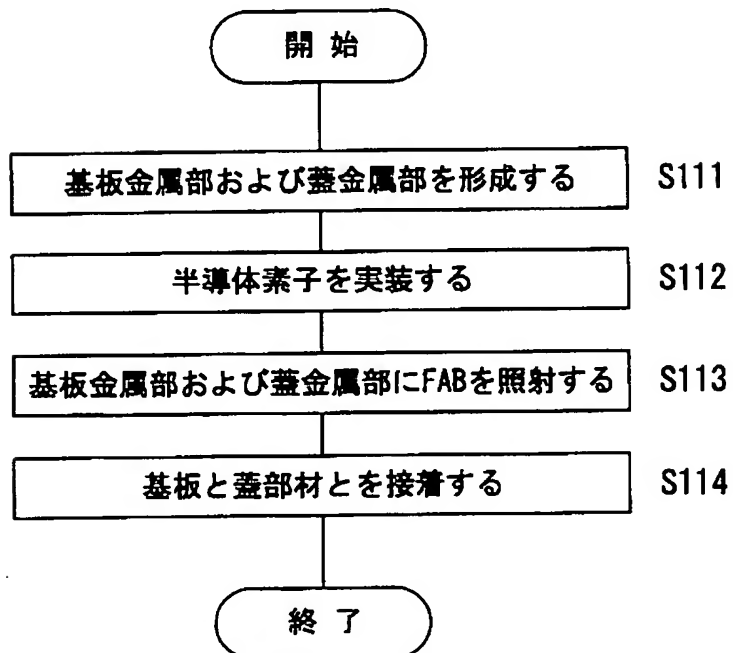 開始
基板金属部および蓋金属部を形成する S111
半導体素子を実装する S112
基板金属部および蓋金属部にFABを照射する S113
基板と蓋部材とを接着する S114
終了